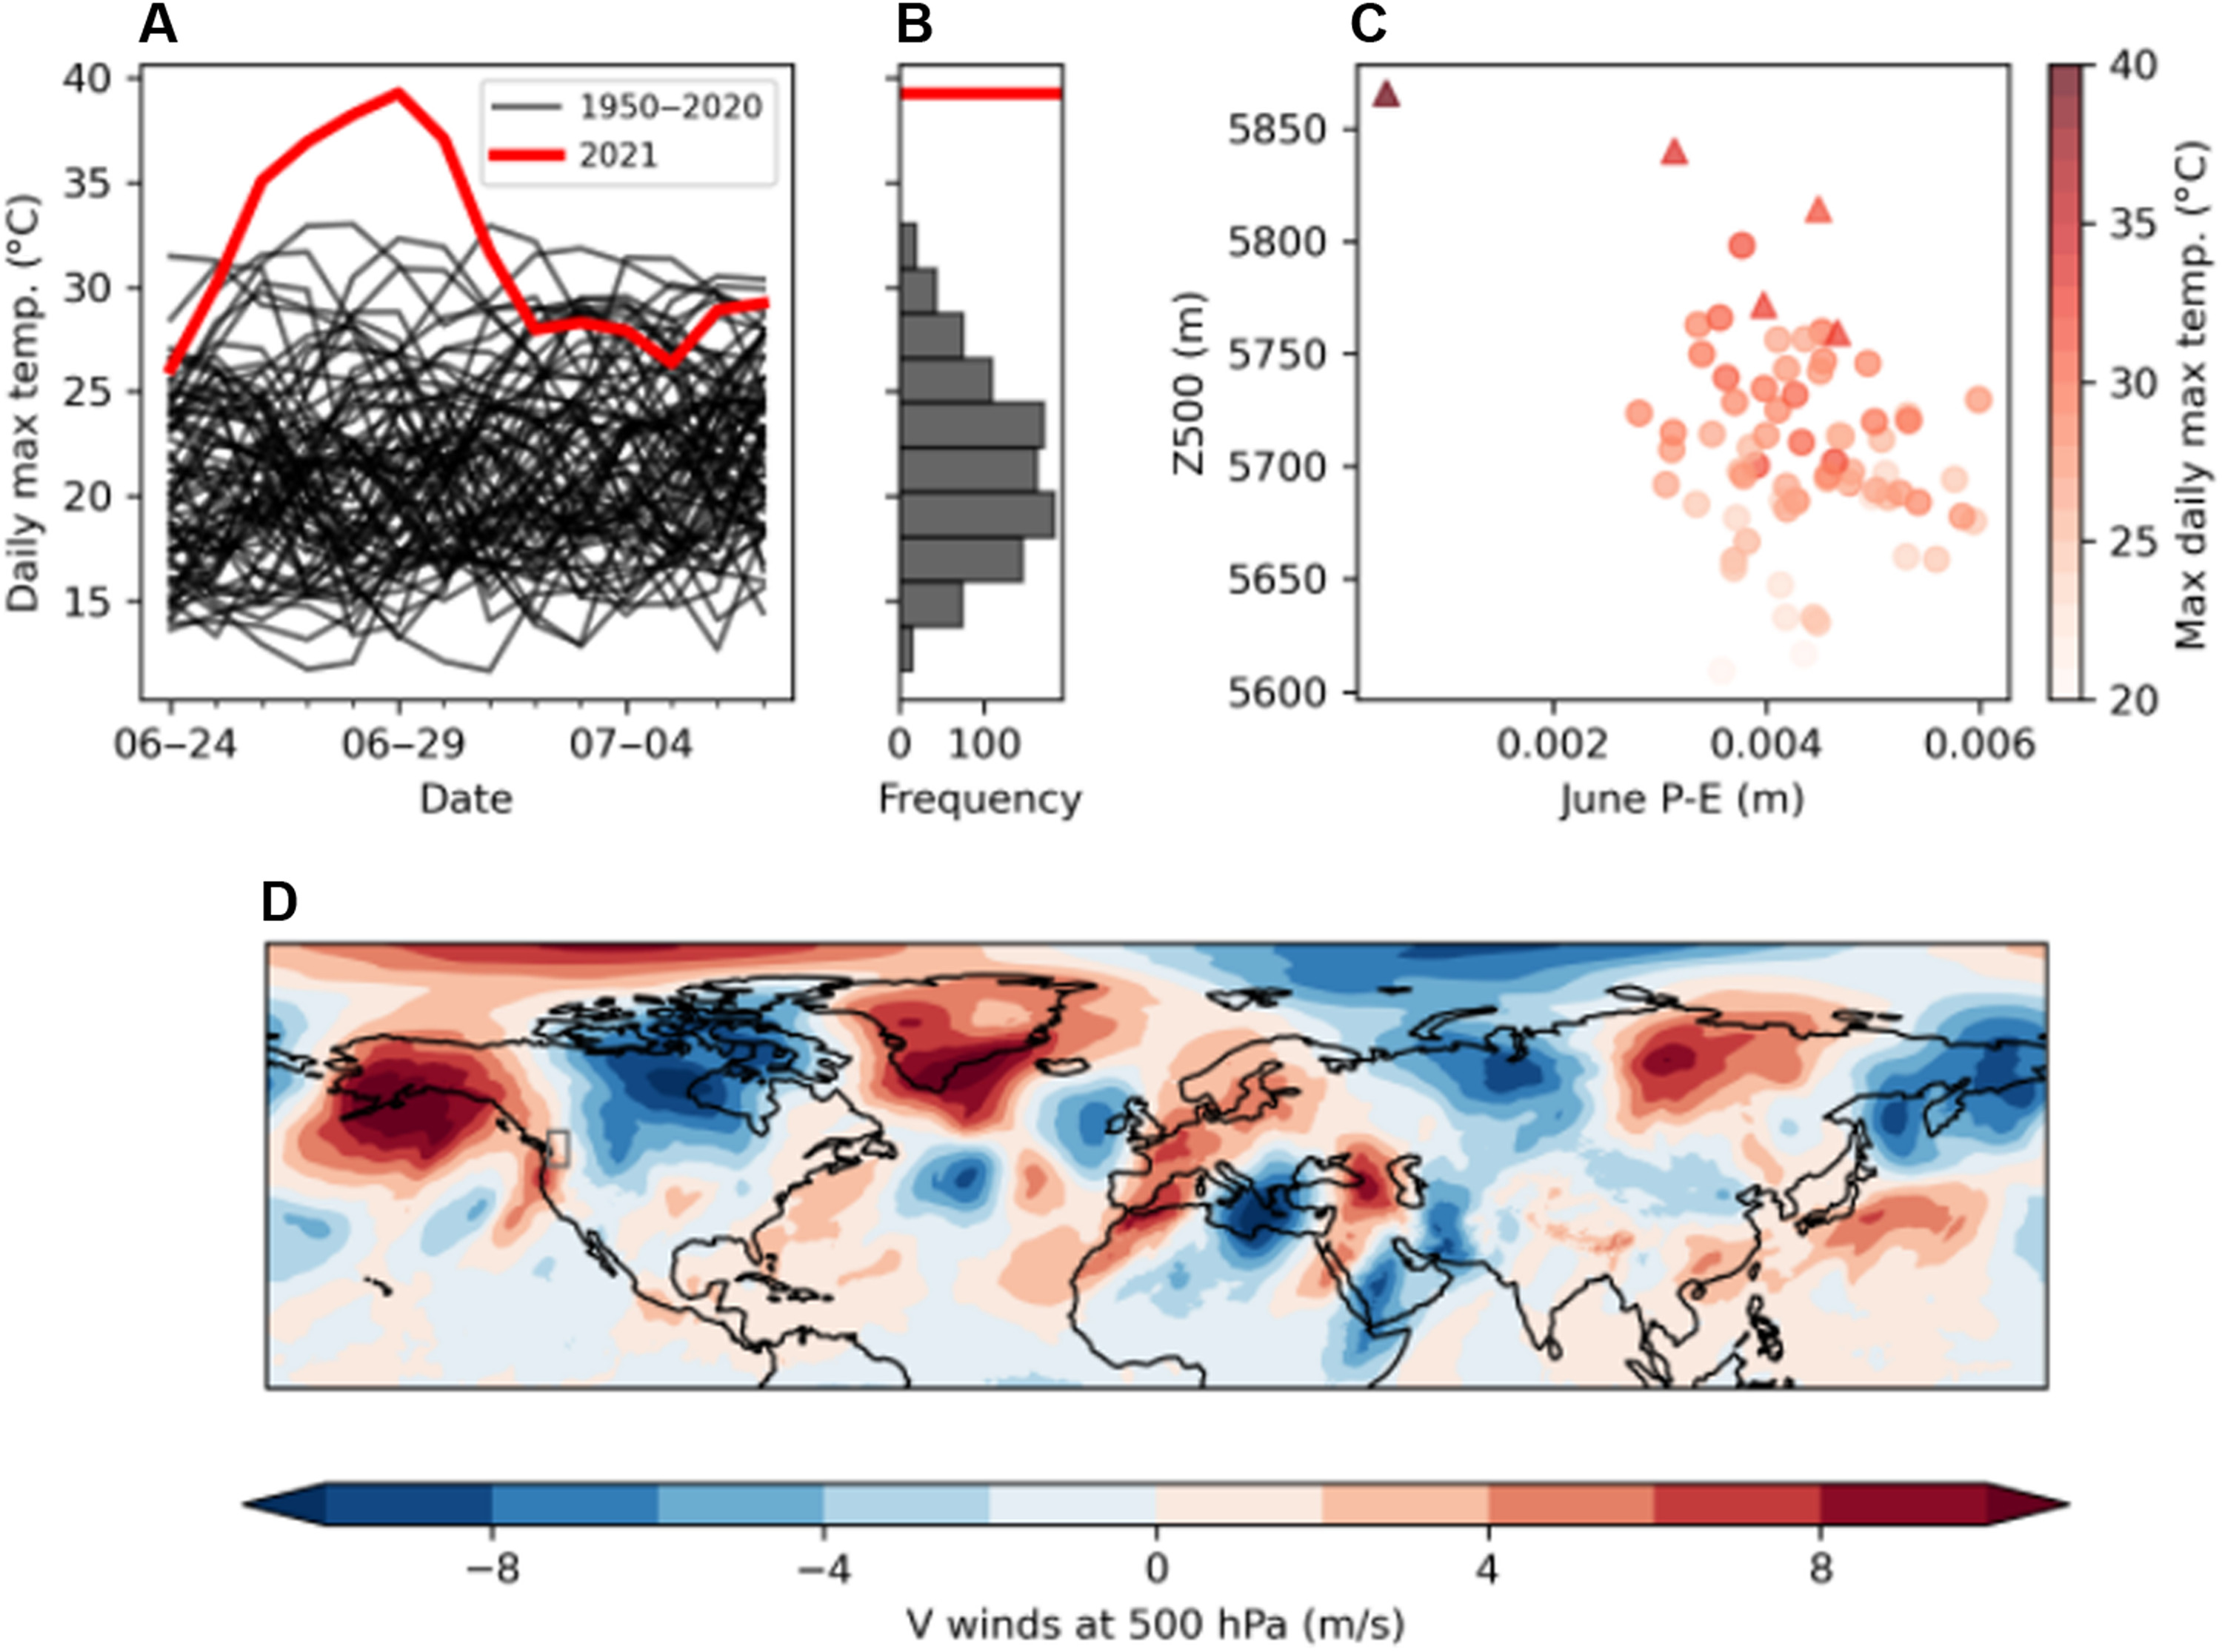 A
B
C
40
35
30
25
20
15
Daily max temp. (°C)
1950–2020
2021
06–24
06–29
07–04
Date
0
100
Frequency
5850
5800
5750
5700
5650
5600
Z500 (m)
0.002
0.004
0.006
June P-E (m)
40
35
30
25
20
Max daily max temp. (°C)
D
−8
−4
0
4
8
V winds at 500 hPa (m/s)